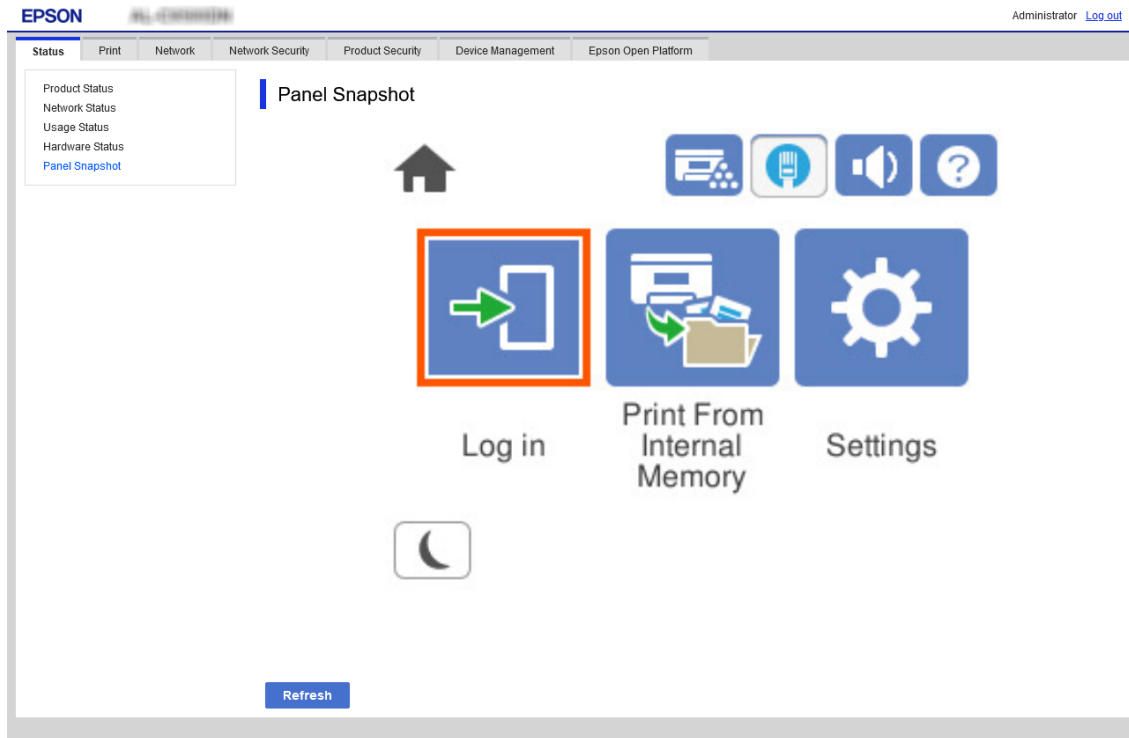 EPSON
Administrator Log out
Status Print Network Network Security Product Security Device Management Epson Open Platform
Product Status
Network Status
Usage Status
Hardware Status
Panel Snapshot
Panel Snapshot
?
Log in
Print From
Internal
Memory
Settings
Refresh